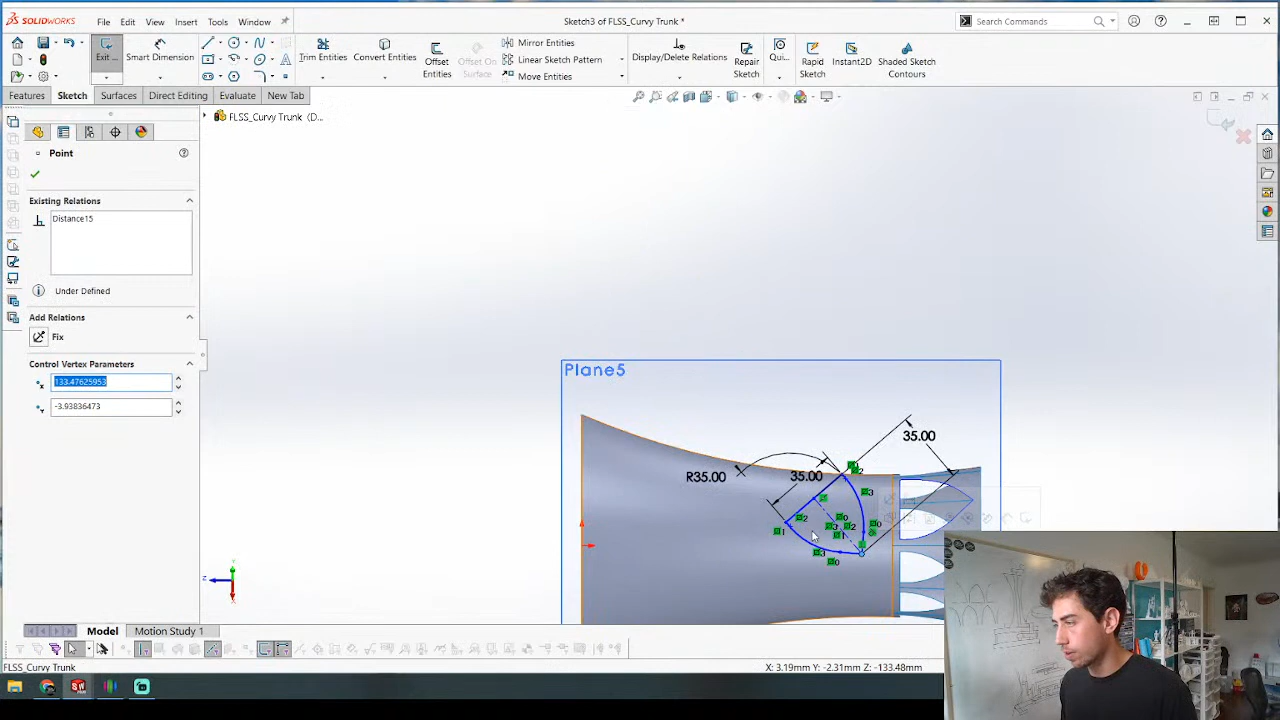 SOLIDWORKS
File Edit View Insert Tools Window
Sketch3 of FLSS_Curvy Trunk *
Search Commands
Exit ...
Smart Dimension
Trim Entities
Convert Entities
Offset Entities
Offset On Surface
Mirror Entities
Linear Sketch Pattern
Move Entities
Display/Delete Relations
Repair Sketch
Qui...
Rapid Sketch
Instant2D
Shaded Sketch Contours
Features Sketch Surfaces Direct Editing Evaluate New Tab
FLSS_Curvy Trunk (D...
Point
Existing Relations
Distance15
Under Defined
Add Relations
Fix
Control Vertex Parameters
133.47625953
-3.93836473
Plane5
35.00
R35.00
35.00
Model Motion Study 1
FLSS_Curvy Trunk
X: 3.19mm Y: -2.31mm Z: -133.48mm